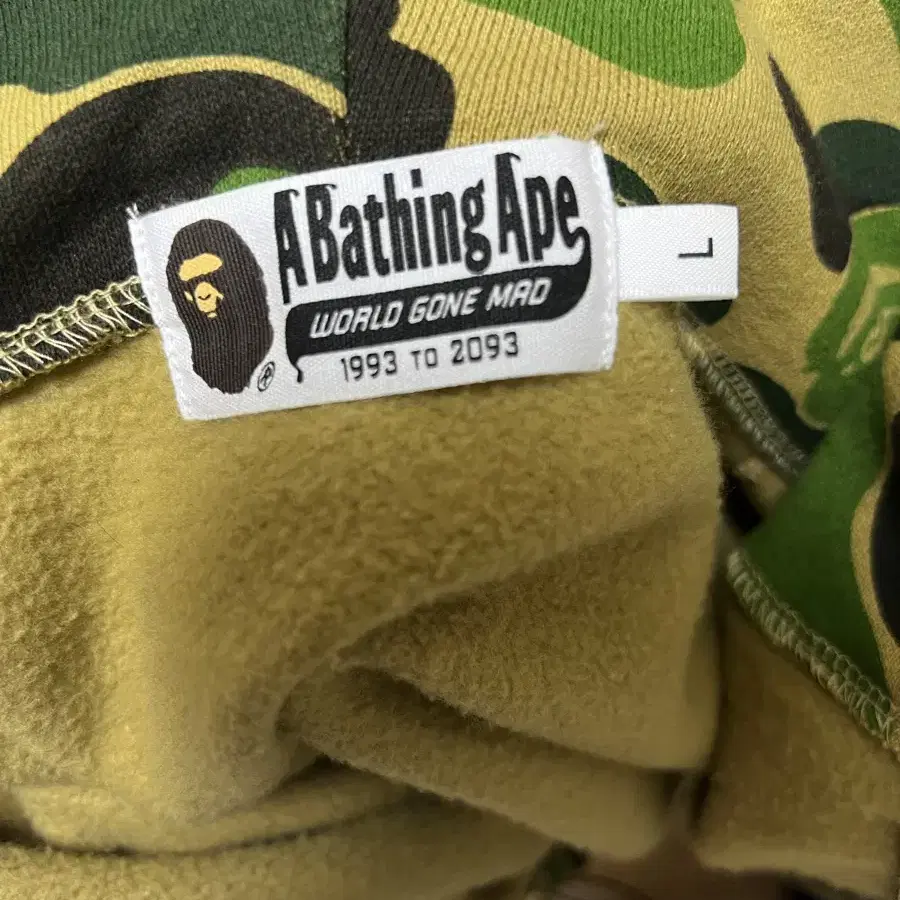 A Bathing Ape
WORLD GONE MAD
1993 TO 2093
®
L